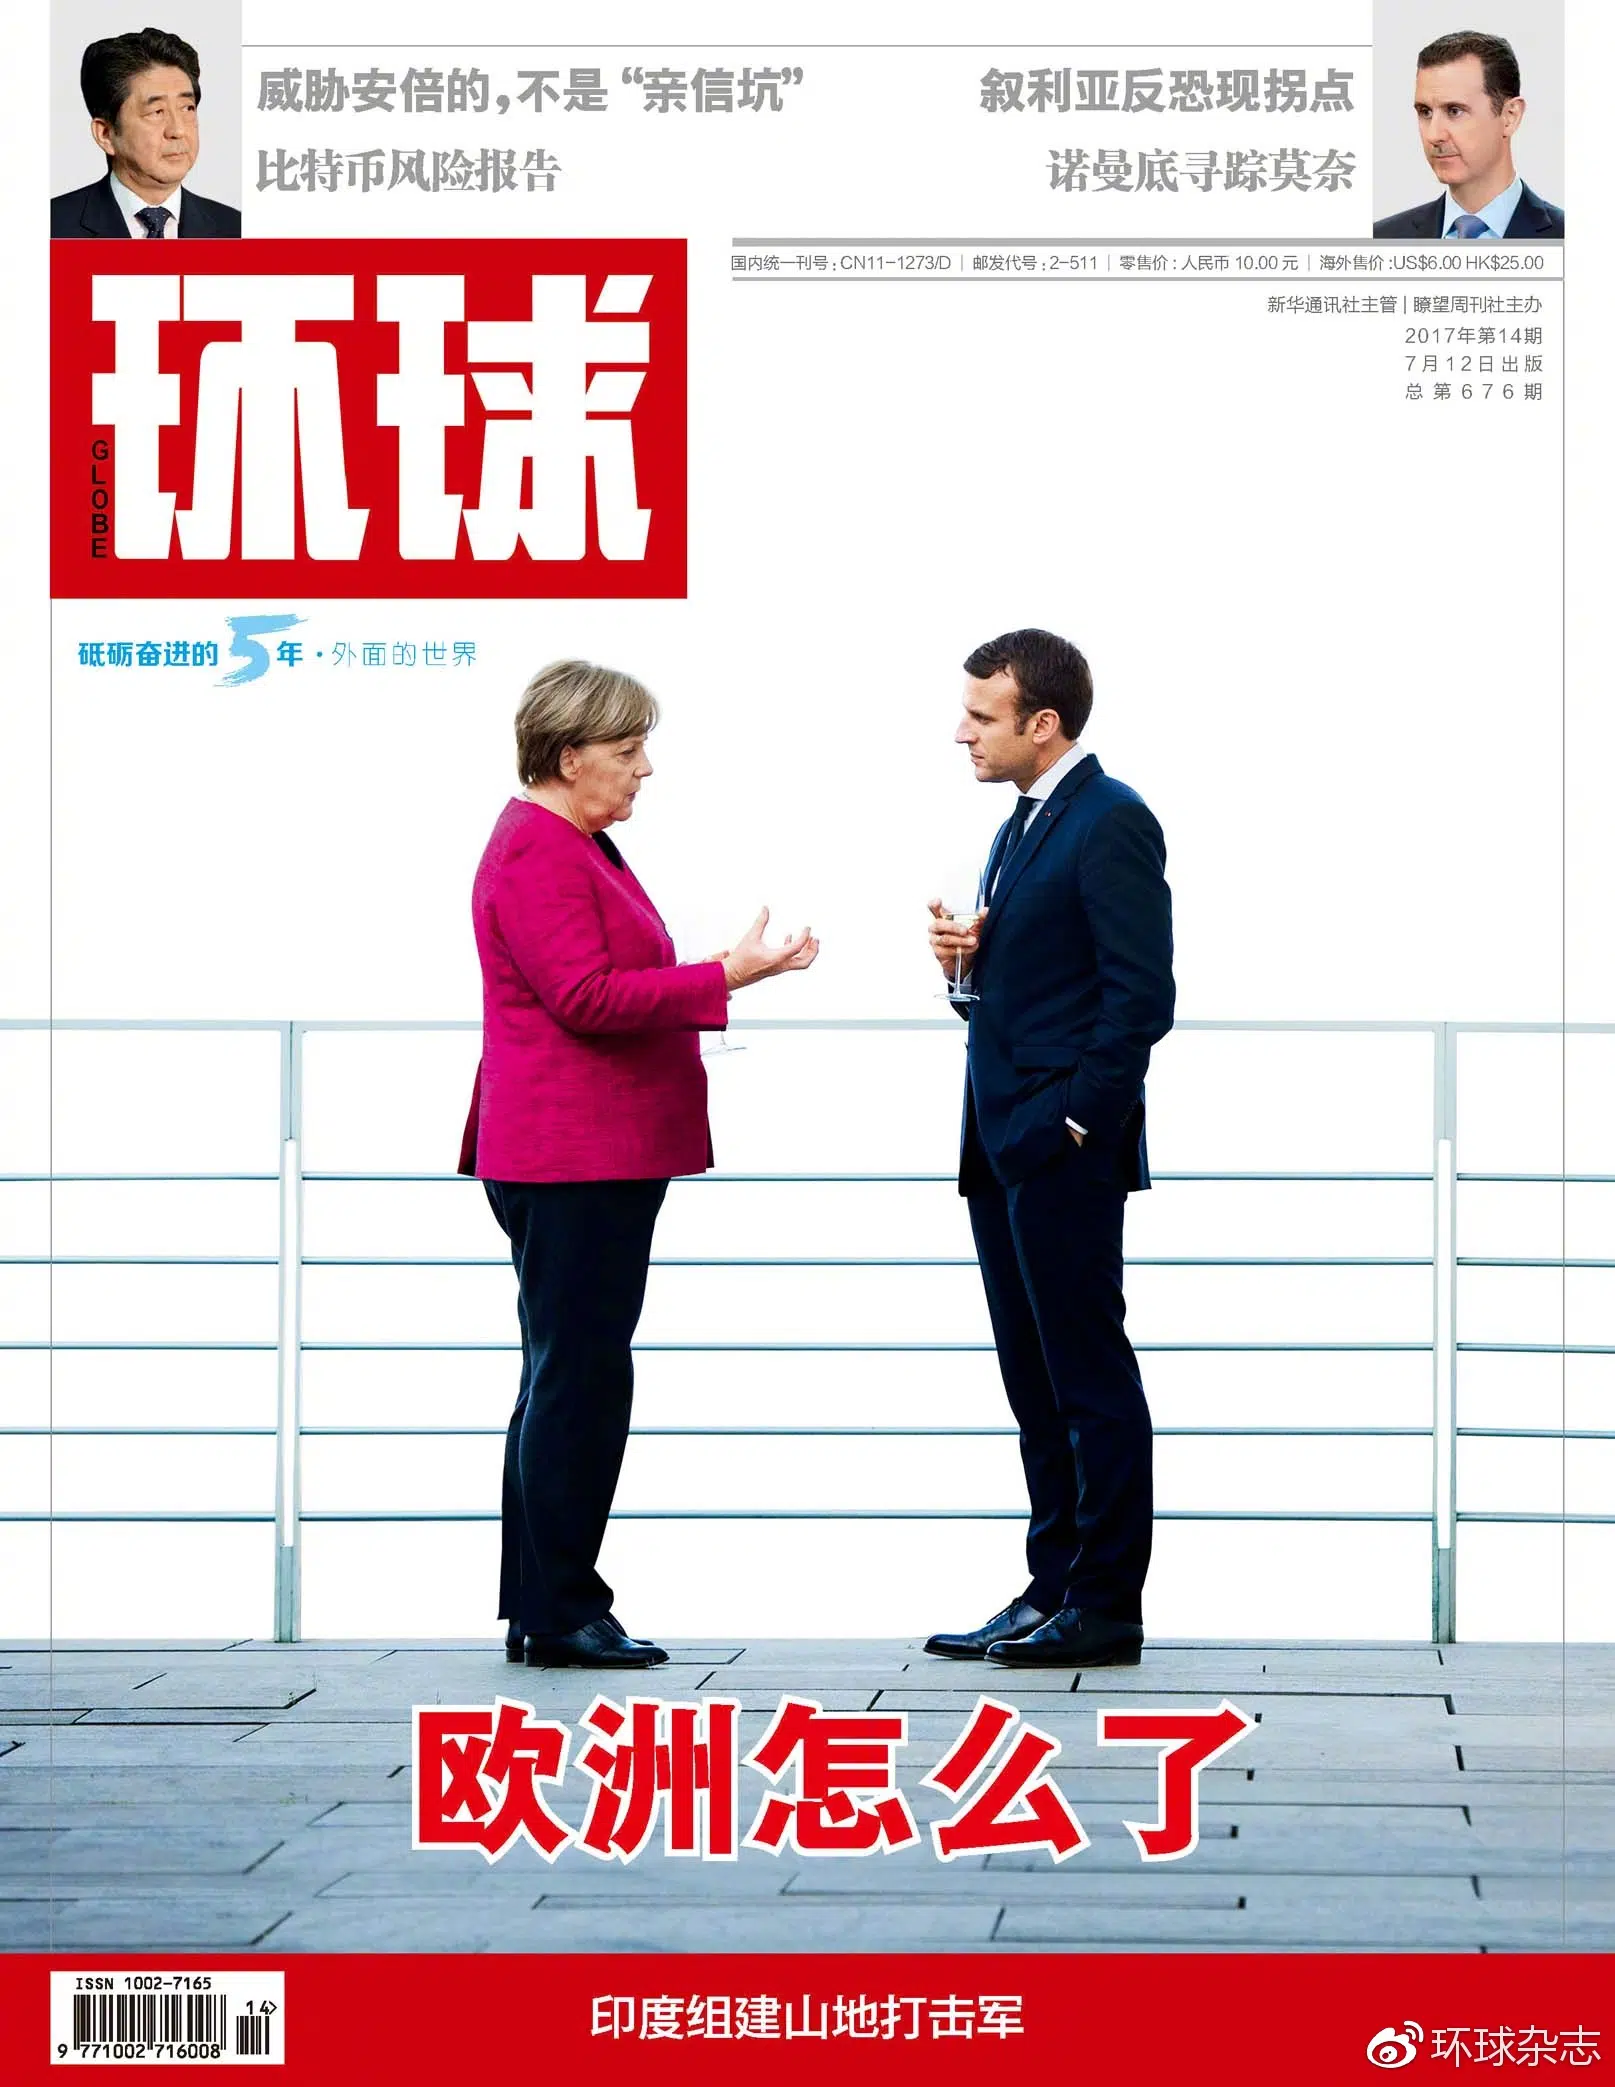 威胁安倍的，不是“亲信坑”
比特币风险报告
叙利亚反恐现拐点
诺曼底寻踪莫奈
国内统一刊号：CN11-1273/D | 邮发代号：2-511 | 零售价：人民币 10.00 元 | 海外售价：US$6.00 HK$25.00
新华通讯社主管 | 瞭望周刊社主办
2017年第14期
7月12日出版
总第676期
环球
GLOBE
砥砺奋进的5年·外面的世界
欧洲怎么了
印度组建山地打击军
ISSN 1002-7165
14>
9 771002 716008
环球杂志